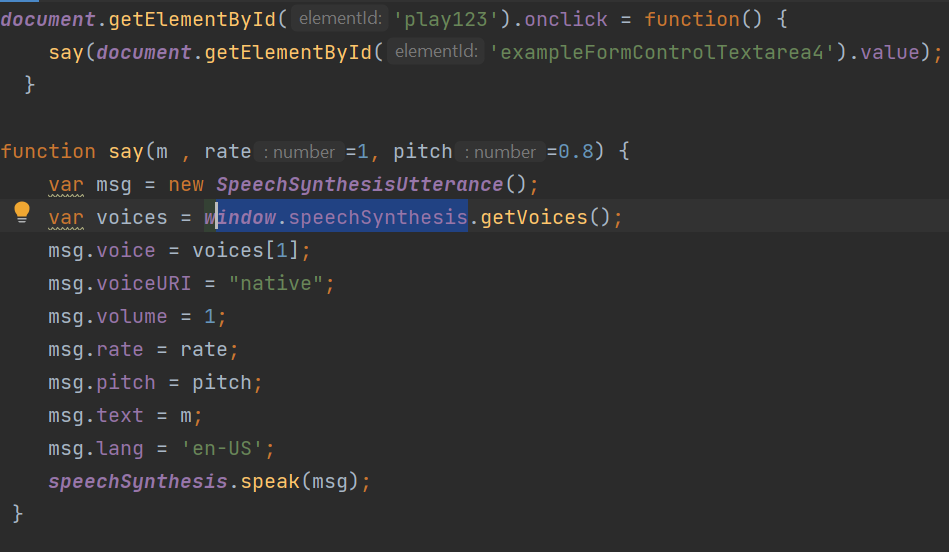 document.getElementById( elementId: 'play123').onclick = function() {
    say(document.getElementById( elementId: 'exampleFormControlTextarea4').value);
  }

function say(m , rate : number =1, pitch : number =0.8) {
    var msg = new SpeechSynthesisUtterance();
    var voices = window.speechSynthesis.getVoices();
    msg.voice = voices[1];
    msg.voiceURI = "native";
    msg.volume = 1;
    msg.rate = rate;
    msg.pitch = pitch;
    msg.text = m;
    msg.lang = 'en-US';
    speechSynthesis.speak(msg);
 }